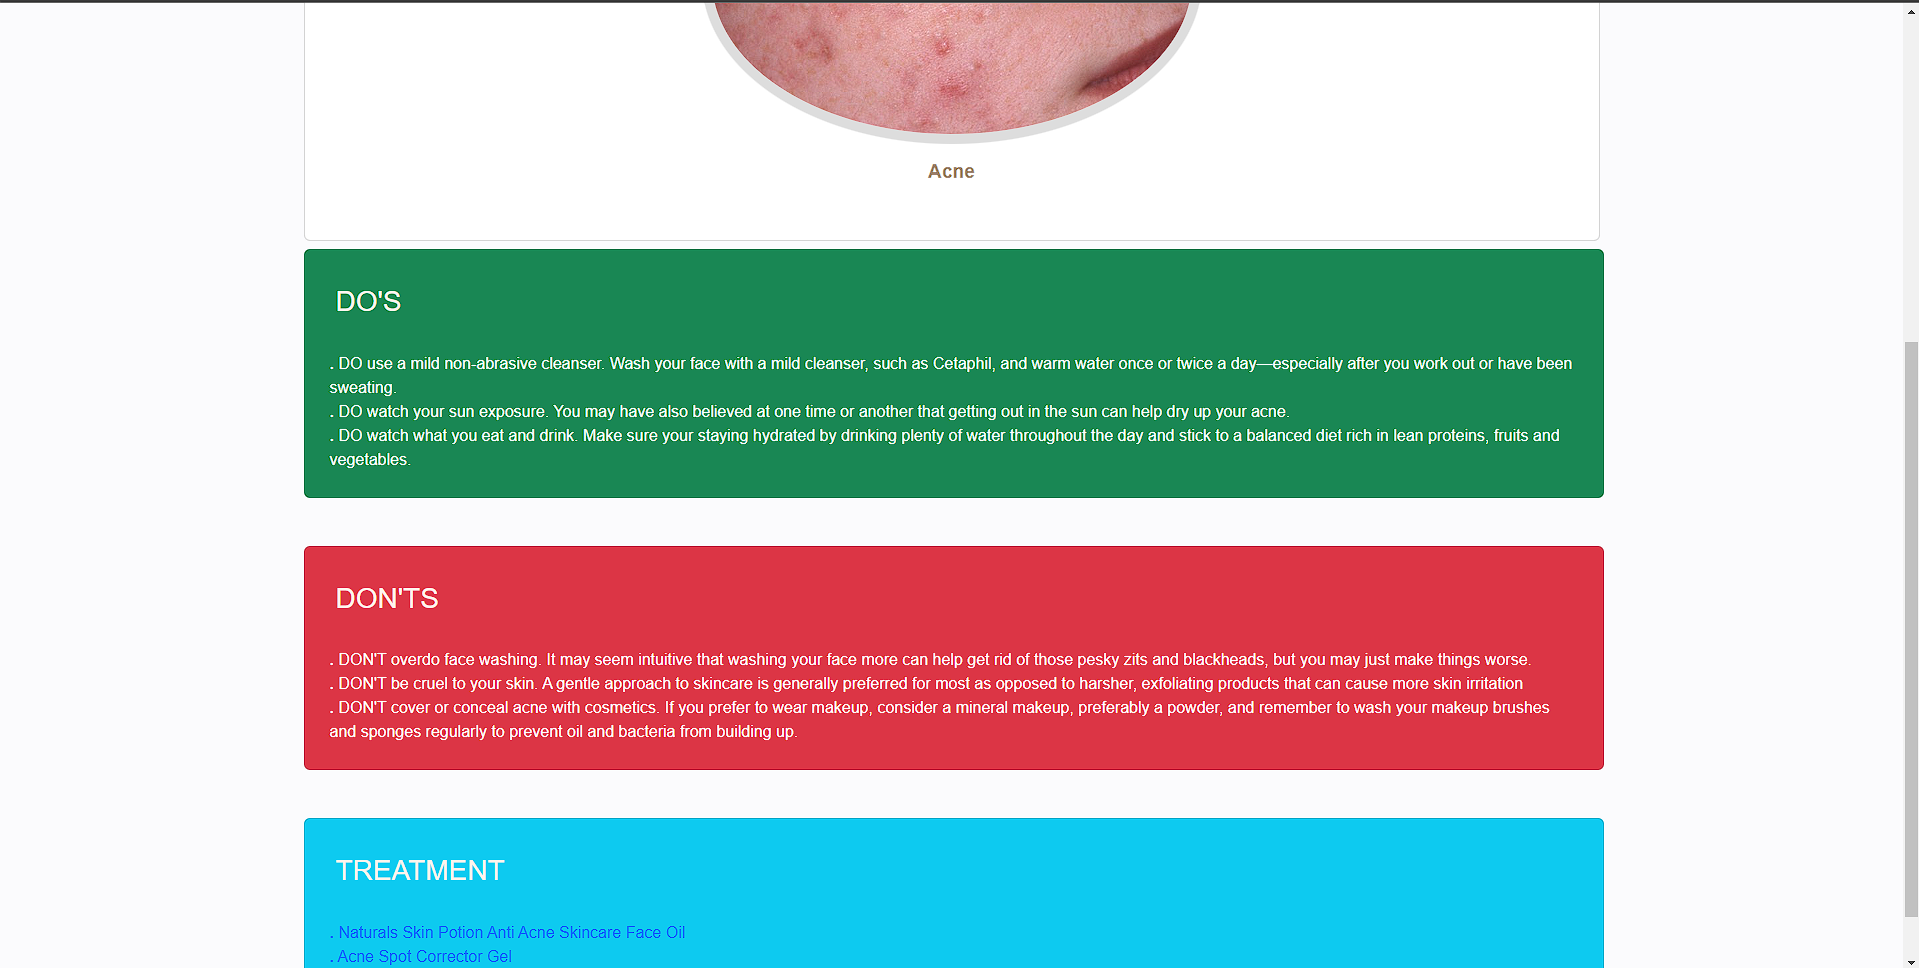 Acne
DO'S
. DO use a mild non-abrasive cleanser. Wash your face with a mild cleanser, such as Cetaphil, and warm water once or twice a day—especially after you work out or have been
sweating.
. DO watch your sun exposure. You may have also believed at one time or another that getting out in the sun can help dry up your acne.
. DO watch what you eat and drink. Make sure your staying hydrated by drinking plenty of water throughout the day and stick to a balanced diet rich in lean proteins, fruits and
vegetables.
DON'TS
. DON'T overdo face washing. It may seem intuitive that washing your face more can help get rid of those pesky zits and blackheads, but you may just make things worse.
. DON'T be cruel to your skin. A gentle approach to skincare is generally preferred for most as opposed to harsher, exfoliating products that can cause more skin irritation
. DON'T cover or conceal acne with cosmetics. If you prefer to wear makeup, consider a mineral makeup, preferably a powder, and remember to wash your makeup brushes
and sponges regularly to prevent oil and bacteria from building up.
TREATMENT
. Naturals Skin Potion Anti Acne Skincare Face Oil
. Acne Spot Corrector Gel